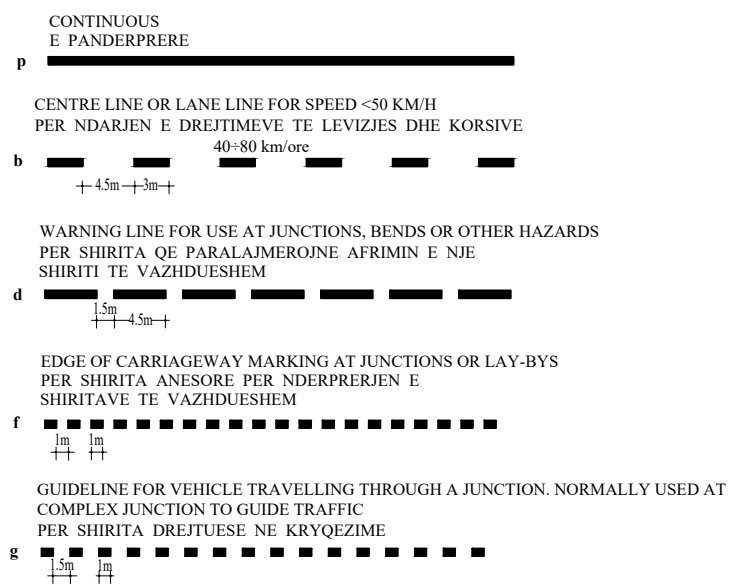 CONTINUOUS
E PANDERPRERE
p
CENTRE LINE OR LANE LINE FOR SPEED <50 KM/H
PER NDARJEN E DREJTIMEVE TE LEVIZJES DHE KORSIVE
40÷80 km/ore
b
4.5m 3m
WARNING LINE FOR USE AT JUNCTIONS, BENDS OR OTHER HAZARDS
PER SHIRITA QE PARALAJMEROJNE AFRIMIN E NJE
SHIRITI TE VAZHDUESHEM
d
1.5m
4.5m
EDGE OF CARRIAGEWAY MARKING AT JUNCTIONS OR LAY-BYS
PER SHIRITA ANESORE PER NDERPRERJEN E
SHIRITAVE TE VAZHDUESHEM
f
1m 1m
GUIDELINE FOR VEHICLE TRAVELLING THROUGH A JUNCTION. NORMALLY USED AT
COMPLEX JUNCTION TO GUIDE TRAFFIC
PER SHIRITA DREJTUESE NE KRYQEZIME
g
1.5m 1m